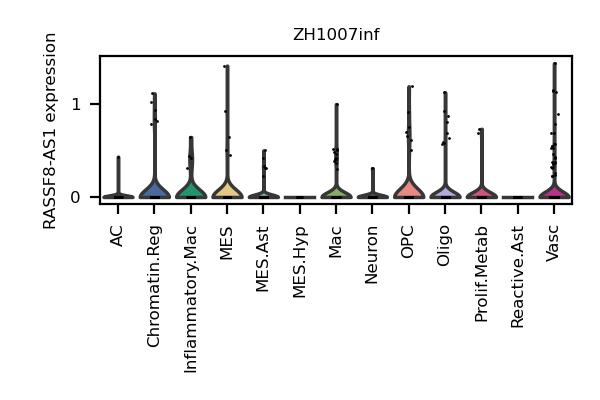 ZH1007inf
RASSF8-AS1 expression
1
0
AC
Chromatin.Reg
Inflammatory.Mac
MES
MES.Ast
MES.Hyp
Mac
Neuron
OPC
Oligo
Prolif.Metab
Reactive.Ast
Vasc